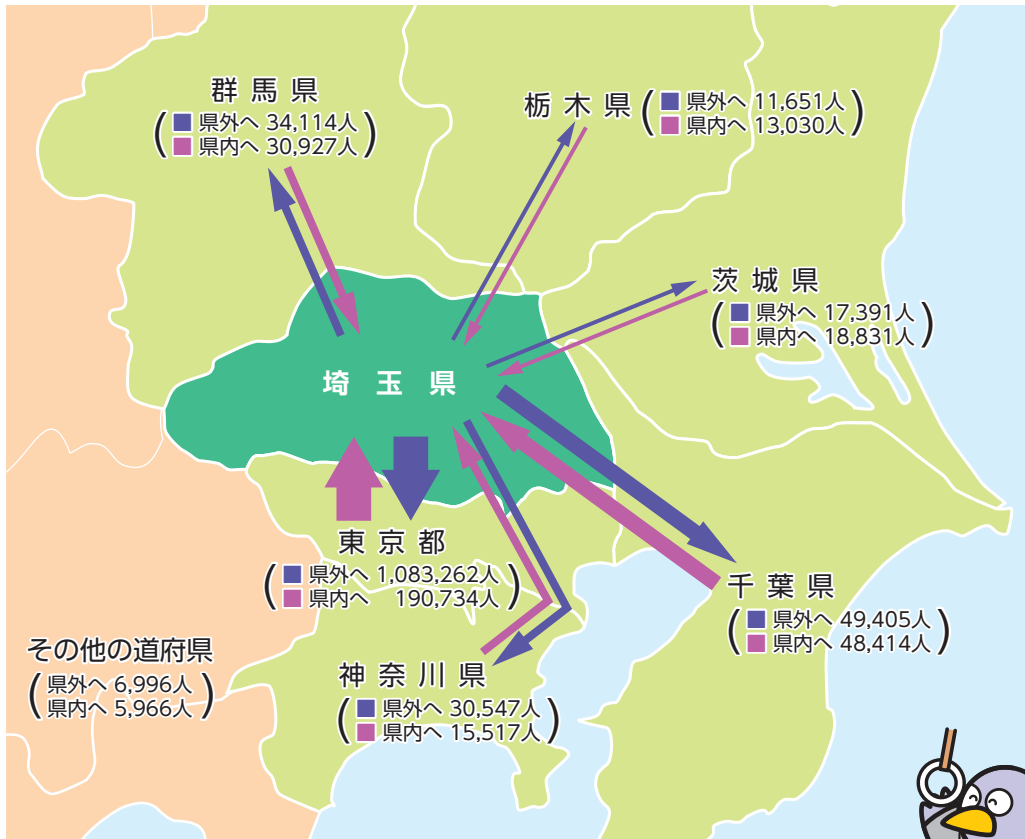 群馬県
(■ 県外へ 34,114人
■ 県内へ 30,927人)
栃木県
(■ 県外へ 11,651人
■ 県内へ 13,030人)
茨城県
(■ 県外へ 17,391人
■ 県内へ 18,831人)
埼玉県
東京都
(■ 県外へ 1,083,262人
■ 県内へ 190,734人)
千葉県
(■ 県外へ 49,405人
■ 県内へ 48,414人)
その他の道府県
(県外へ 6,996人
県内へ 5,966人)
神奈川県
(■ 県外へ 30,547人
■ 県内へ 15,517人)